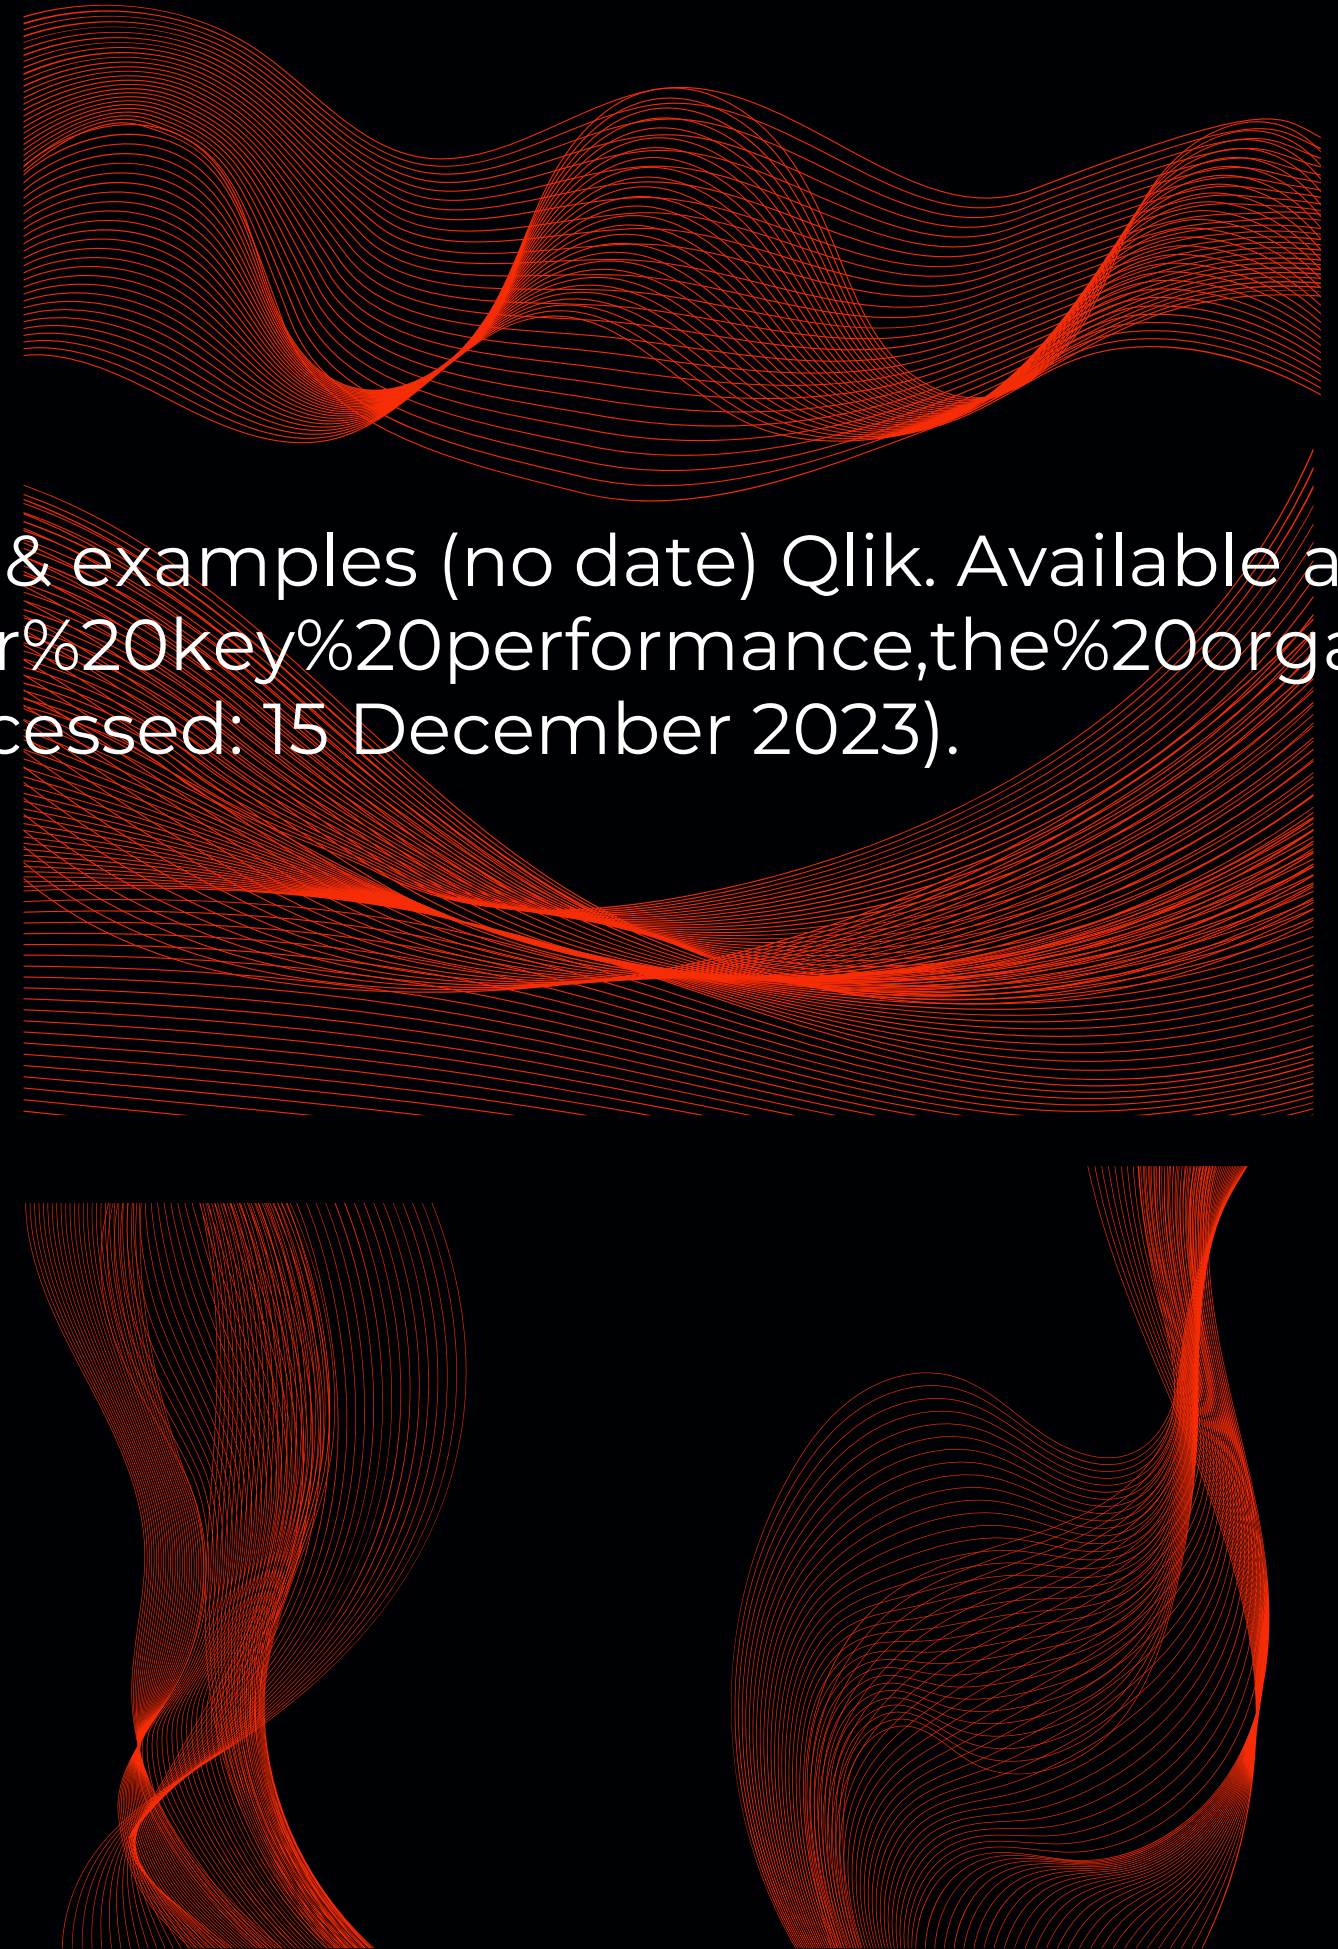 & examples (no date) Qlik. Available a
r%20key%20performance,the%20orga
cessed: 15 December 2023).